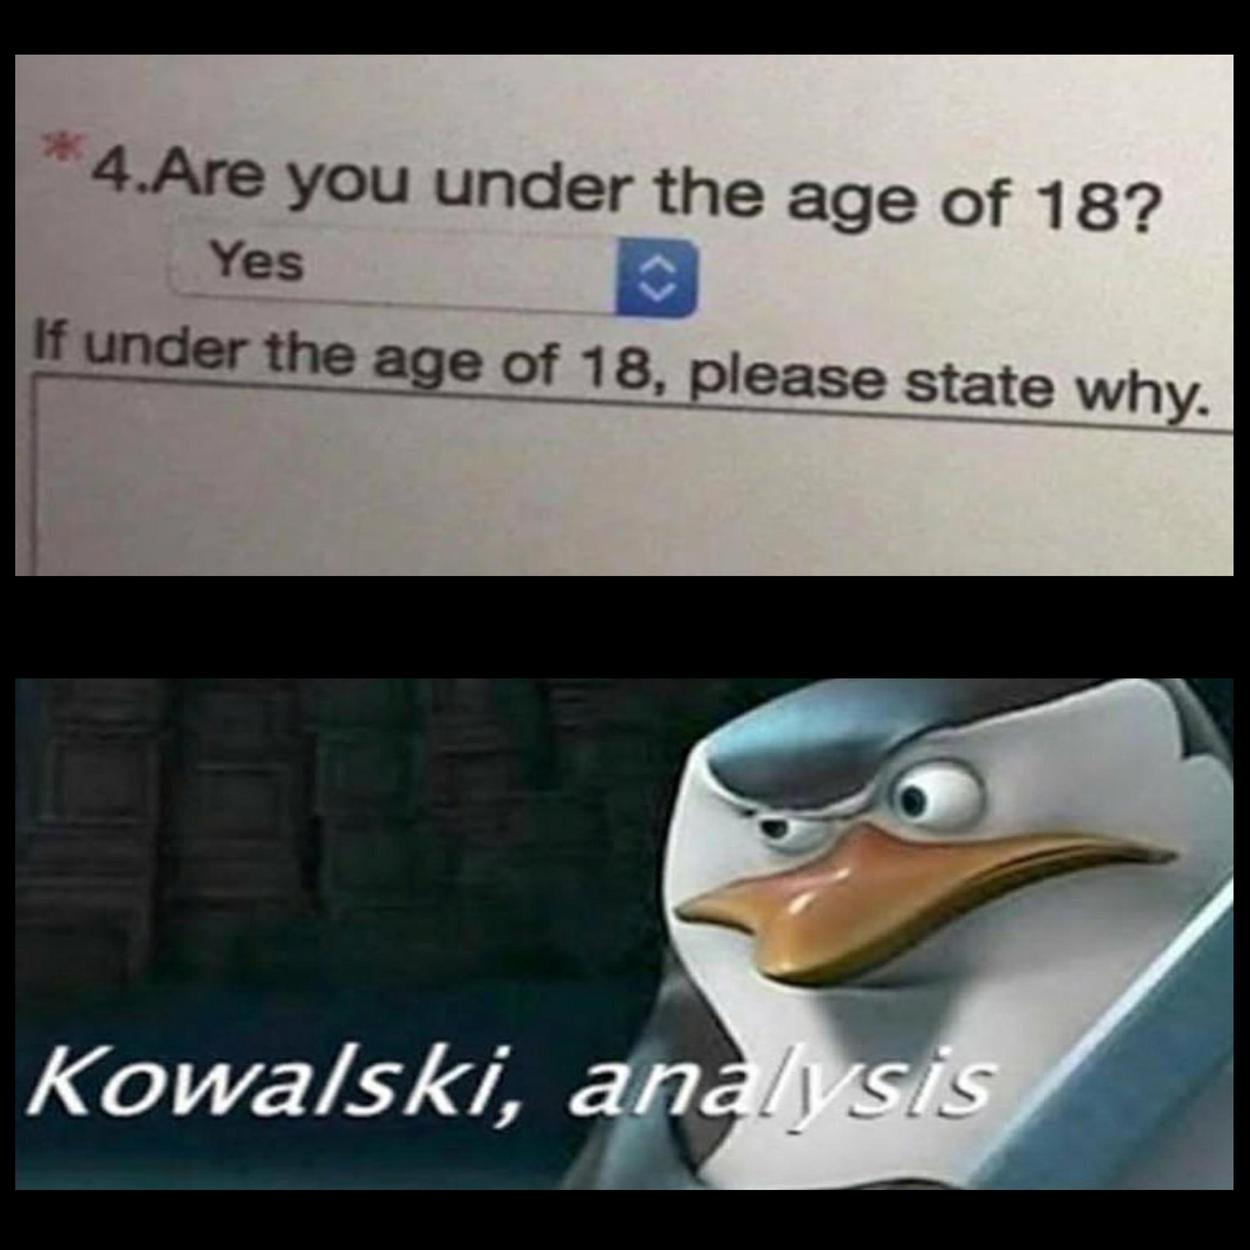 *4.Are you under the age of 18?
Yes
If under the age of 18, please state why.
Kowalski, analysis